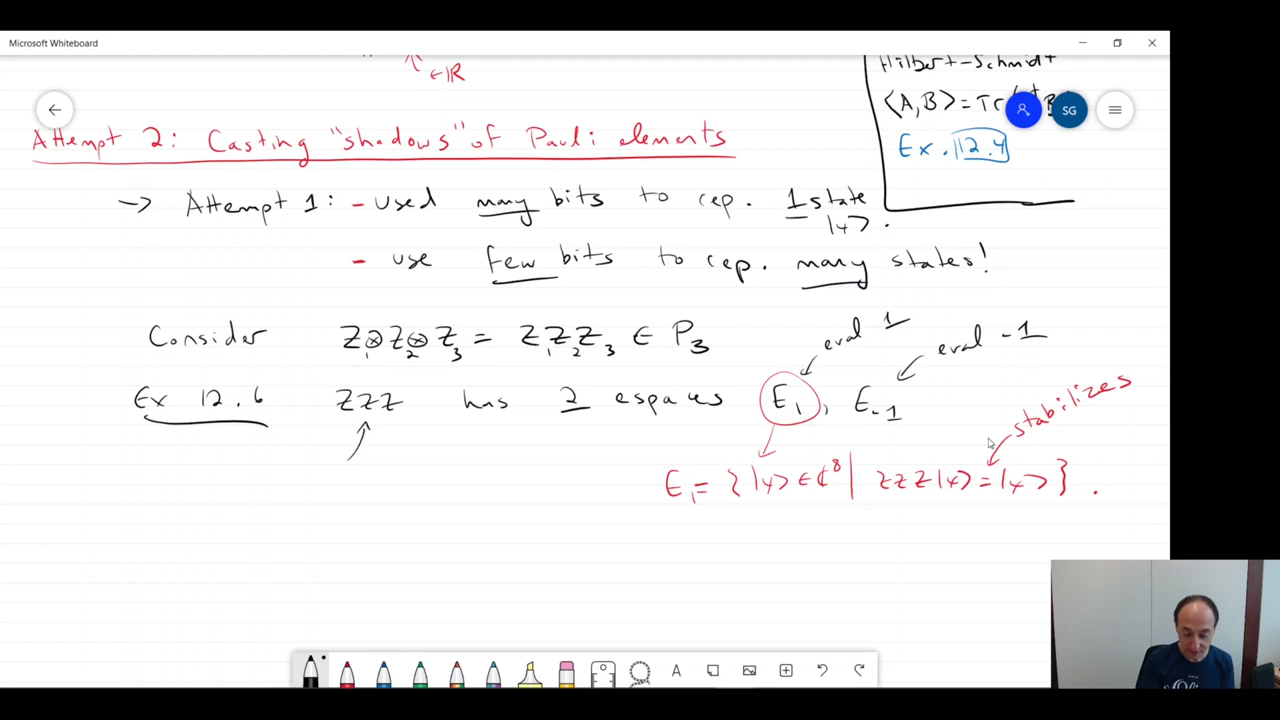 Microsoft Whiteboard
∈ ℝ
Hilbert-Schmidt
⟨A,B⟩ = Tr(
SG
Ex. 12.4
Attempt 2: Casting "shadows" of Pauli elements
→ Attempt 1: - used many bits to rep. 1 state |ψ⟩.
- use few bits to rep. many states!
Consider Z₁⊗Z₂⊗Z₃ = Z₁Z₂Z₃ ∈ P₃
eval 1
eval -1
Ex 12.6 ZZZ has 2 espaces E₁, E₋₁
stabilizes
E₁ = { |ψ⟩ ∈ ℂ⁸ | ZZZ|ψ⟩ = |ψ⟩ }.
A